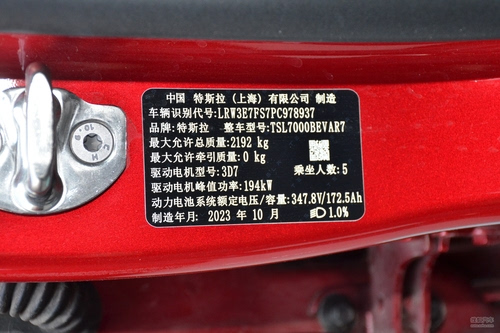 中国 特斯拉（上海）有限公司 制造
车辆识别代号:LRW3E7FS7PC978937
品牌: 特斯拉 整车型号: TSL7000BEVAR7
最大允许总质量: 2192 kg
最大允许牵引质量: 0 kg
驱动电机型号: 3D7 乘坐人数: 5
驱动电机峰值功率: 194kW
动力电池系统额定电压/容量: 347.8V/172.5Ah
制造年月: 2023 年 10 月 1.0%